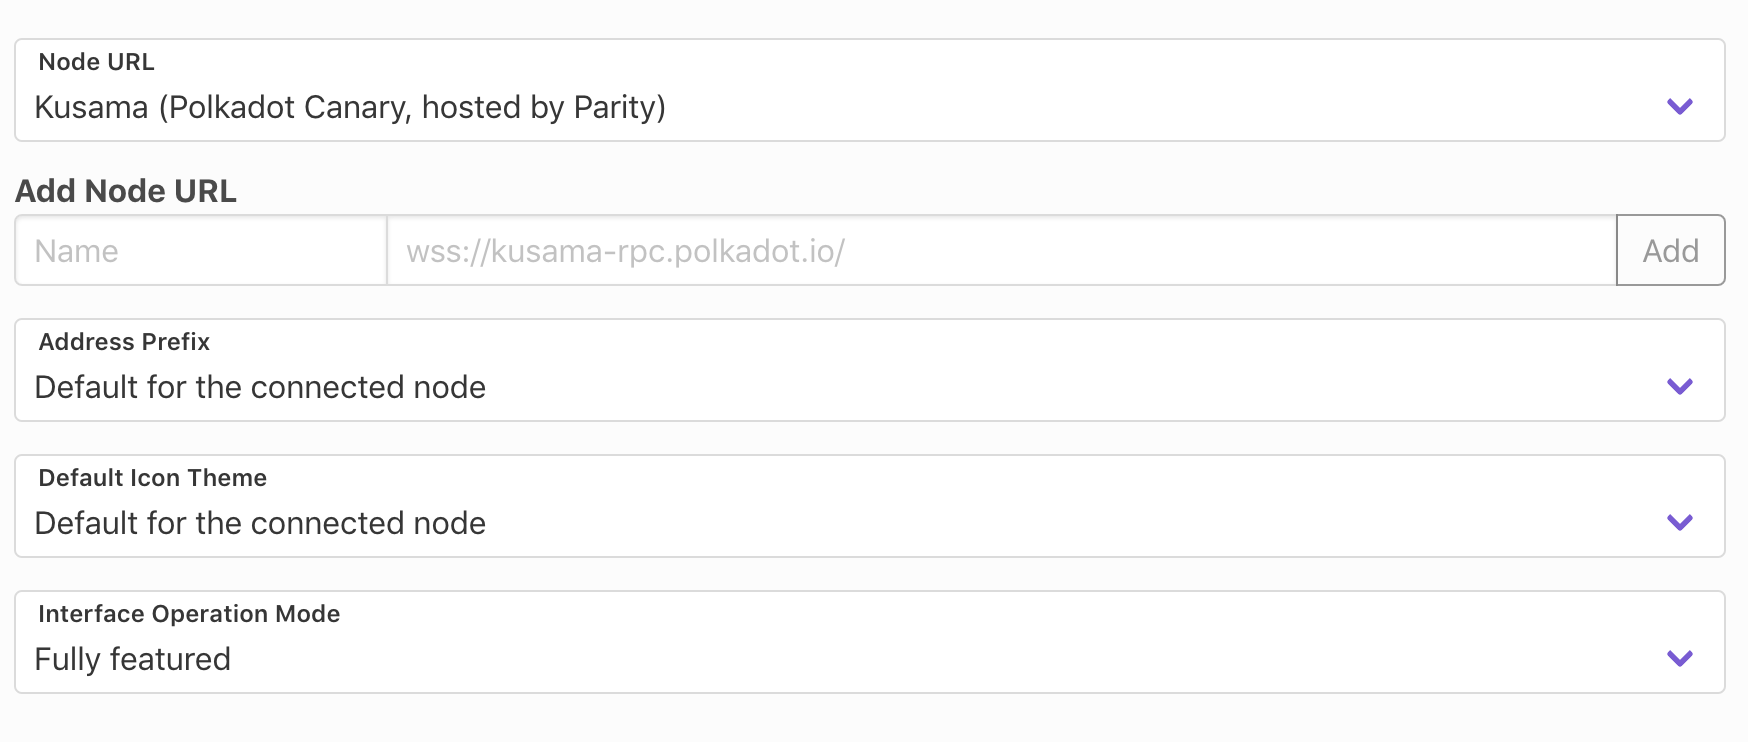 Node URL
Kusama (Polkadot Canary, hosted by Parity)
Add Node URL
Name wss://kusama-rpc.polkadot.io/ Add
Address Prefix
Default for the connected node
Default Icon Theme
Default for the connected node
Interface Operation Mode
Fully featured